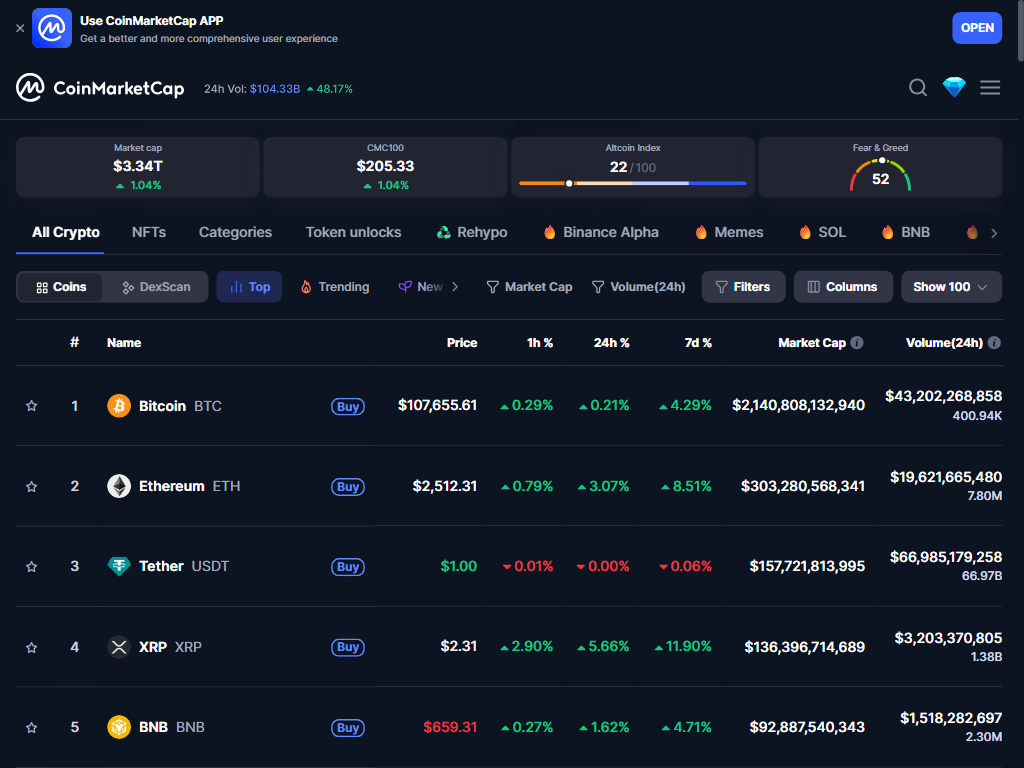 Use CoinMarketCap APP
Get a better and more comprehensive user experience
OPEN
CoinMarketCap
24h Vol: $104.33B 48.17%
Market cap
$3.34T
1.04%
CMC100
$205.33
1.04%
Altcoin Index
22 /100
Fear & Greed
52
All Crypto NFTs Categories Token unlocks Rehypo Binance Alpha Memes SOL BNB
Coins DexScan Top Trending New Market Cap Volume(24h) Filters Columns Show 100
# Name Price 1h % 24h % 7d % Market Cap Volume(24h)
1 Bitcoin BTC Buy $107,655.61 0.29% 0.21% 4.29% $2,140,808,132,940 $43,202,268,858
400.94K
2 Ethereum ETH Buy $2,512.31 0.79% 3.07% 8.51% $303,280,568,341 $19,621,665,480
7.80M
3 Tether USDT Buy $1.00 0.01% 0.00% 0.06% $157,721,813,995 $66,985,179,258
66.97B
4 XRP XRP Buy $2.31 2.90% 5.66% 11.90% $136,396,714,689 $3,203,370,805
1.38B
5 BNB BNB Buy $659.31 0.27% 1.62% 4.71% $92,887,540,343 $1,518,282,697
2.30M